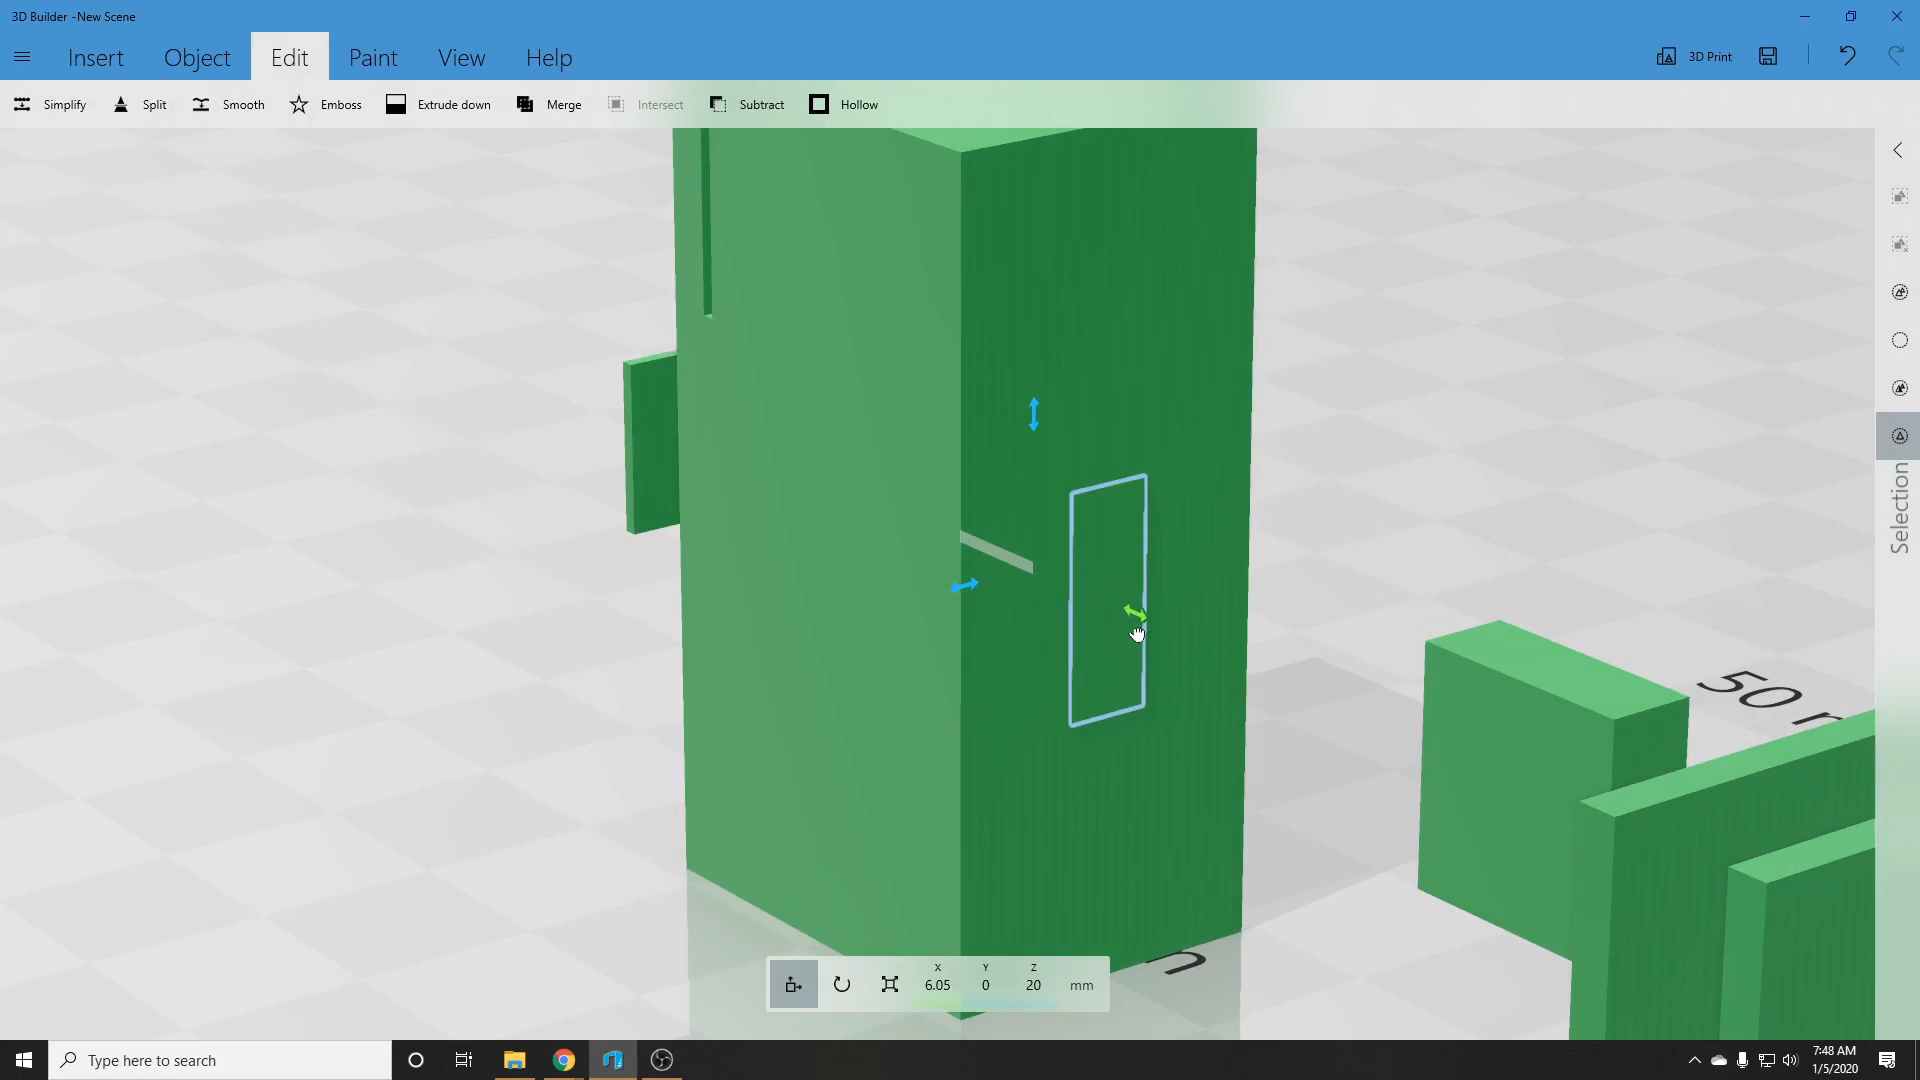 3D Builder -New Scene
Insert Object Edit Paint View Help 3D Print
Simplify Split Smooth Emboss Extrude down Merge Intersect Subtract Hollow
Selection
50
X Y Z
6.05 0 20 mm
Type here to search
7:48 AM
1/5/2020